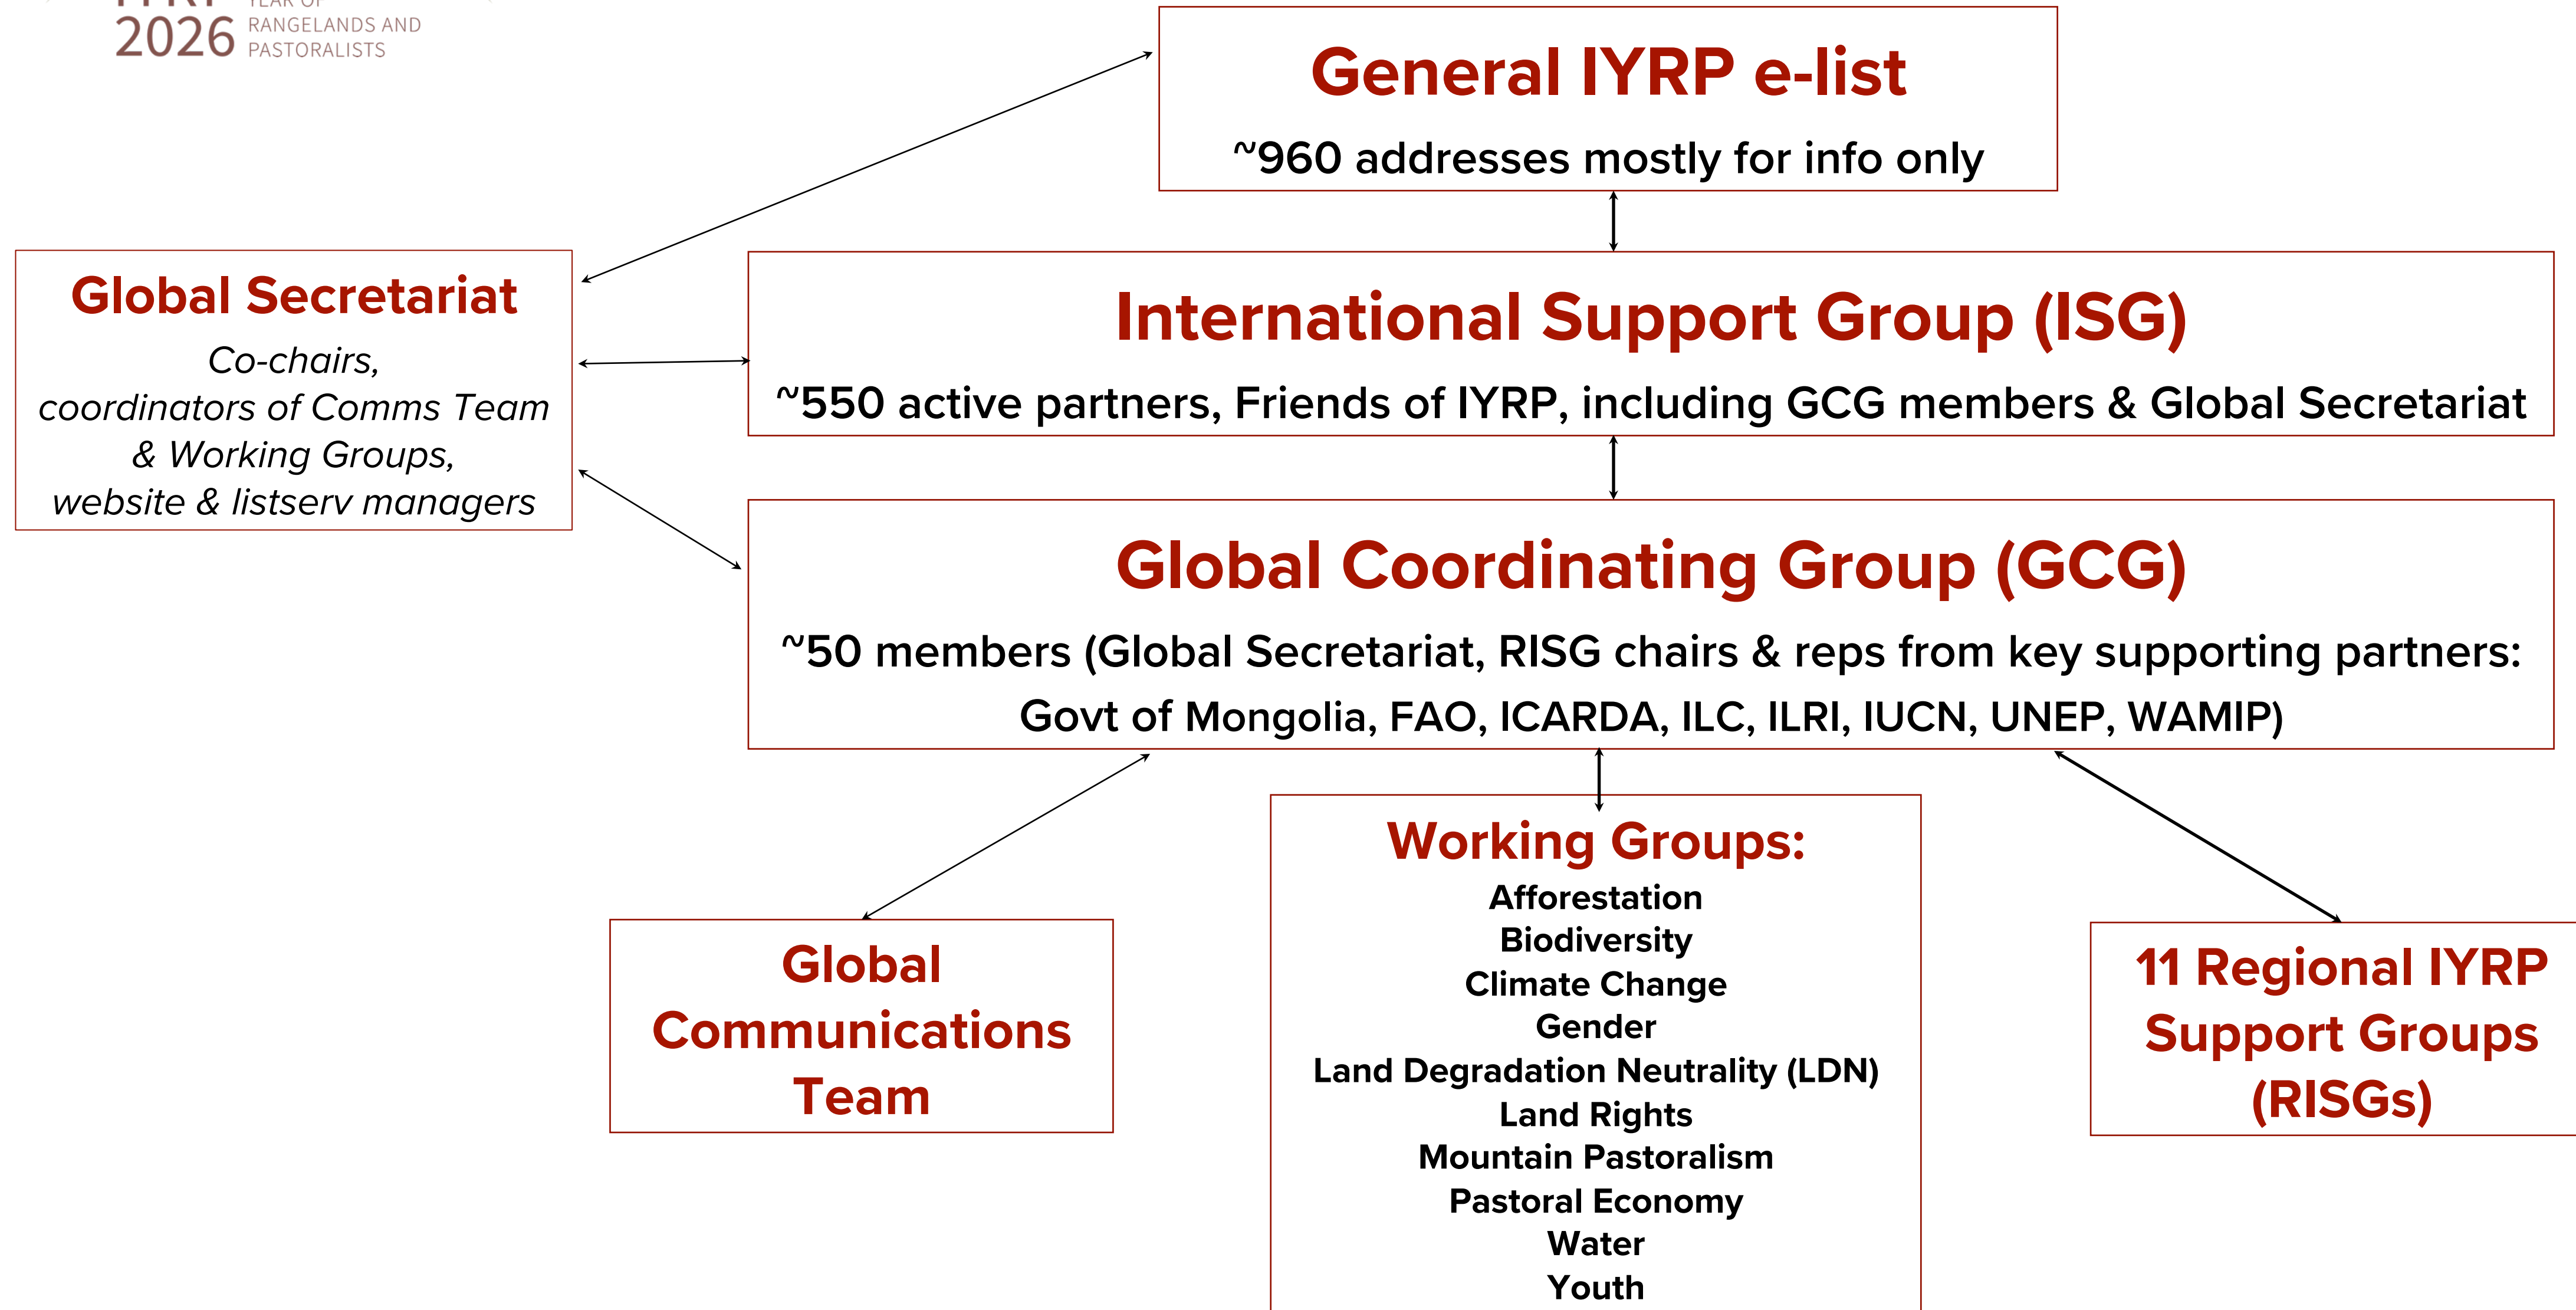 2026
RANGELANDS AND
PASTORALISTS
General IYRP e-list
~960 addresses mostly for info only
Global Secretariat
Co-chairs,
coordinators of Comms Team
& Working Groups,
website & listserv managers
International Support Group (ISG)
~550 active partners, Friends of IYRP, including GCG members & Global Secretariat
Global Coordinating Group (GCG)
~50 members (Global Secretariat, RISG chairs & reps from key supporting partners:
Govt of Mongolia, FAO, ICARDA, ILC, ILRI, IUCN, UNEP, WAMIP)
Global
Communications
Team
Working Groups:
Afforestation
Biodiversity
Climate Change
Gender
Land Degradation Neutrality (LDN)
Land Rights
Mountain Pastoralism
Pastoral Economy
Water
Youth
11 Regional IYRP
Support Groups
(RISGs)